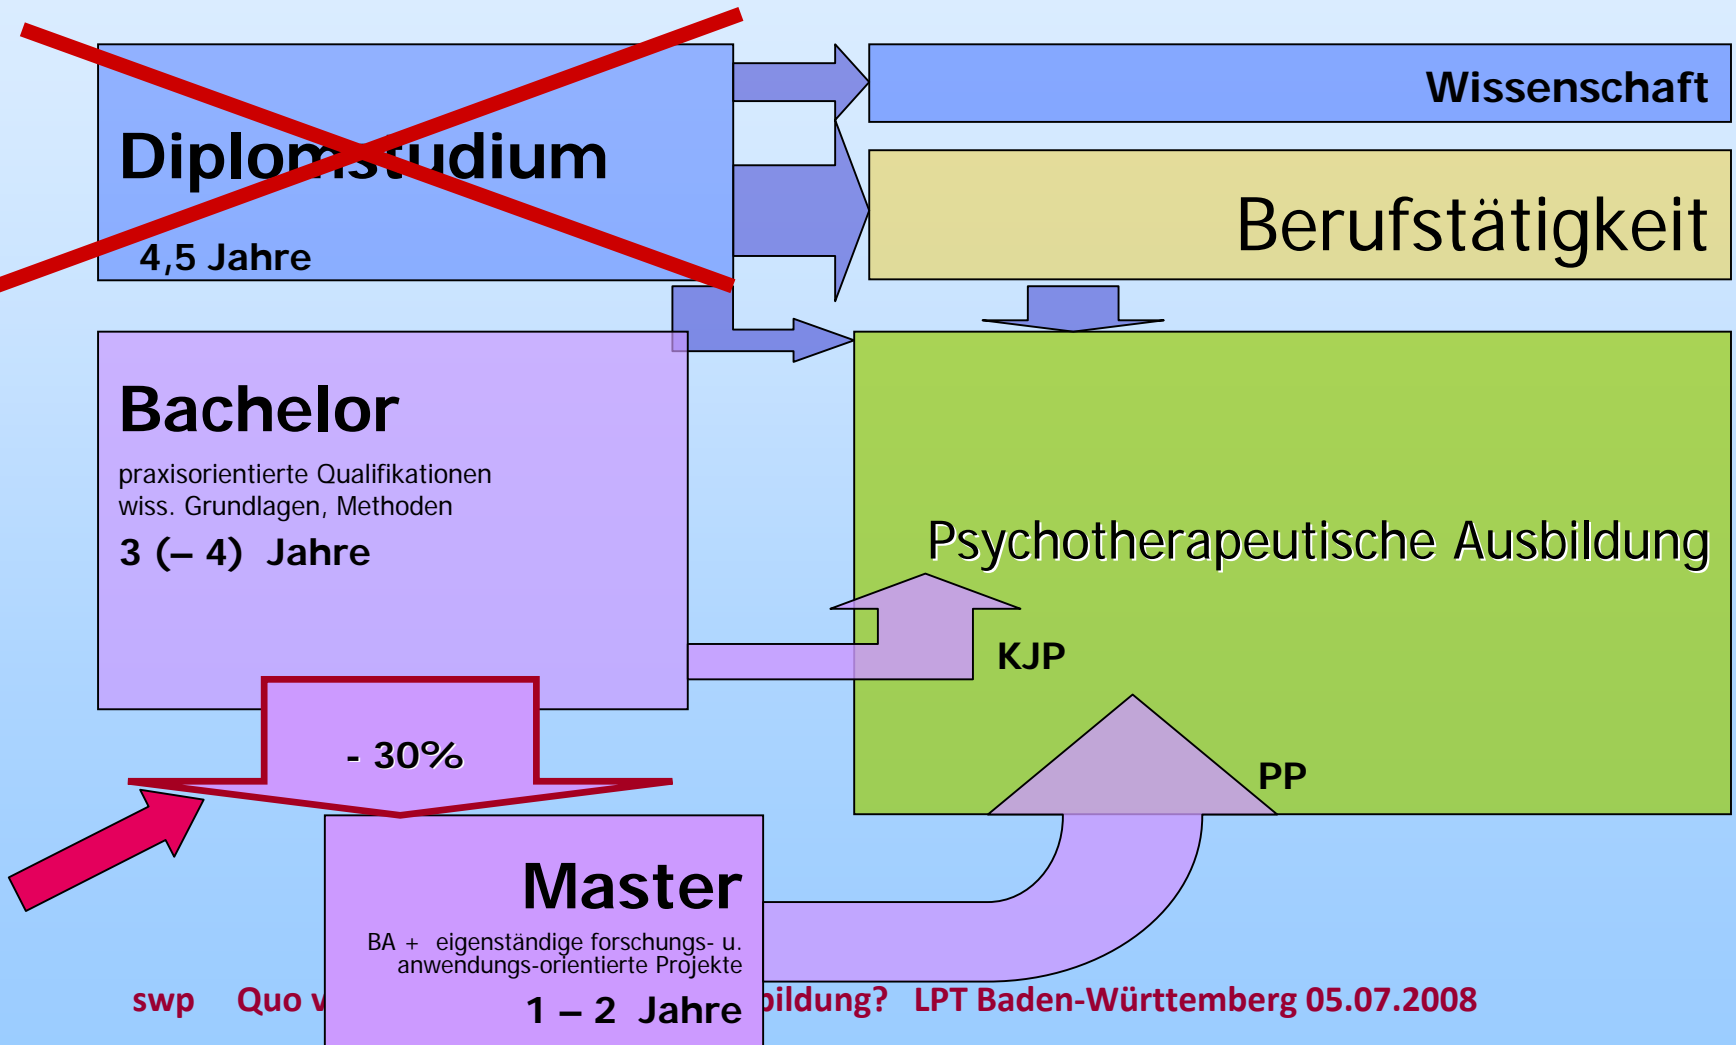 Diplomstudium
4,5 Jahre
Wissenschaft
Berufstätigkeit
Bachelor
praxisorientierte Qualifikationen
wiss. Grundlagen, Methoden
3 (– 4) Jahre
Psychotherapeutische Ausbildung
KJP
- 30%
PP
Master
BA + eigenständige forschungs- u.
anwendungs-orientierte Projekte
1 – 2 Jahre
swp Quo bildung? LPT Baden-Württemberg 05.07.2008